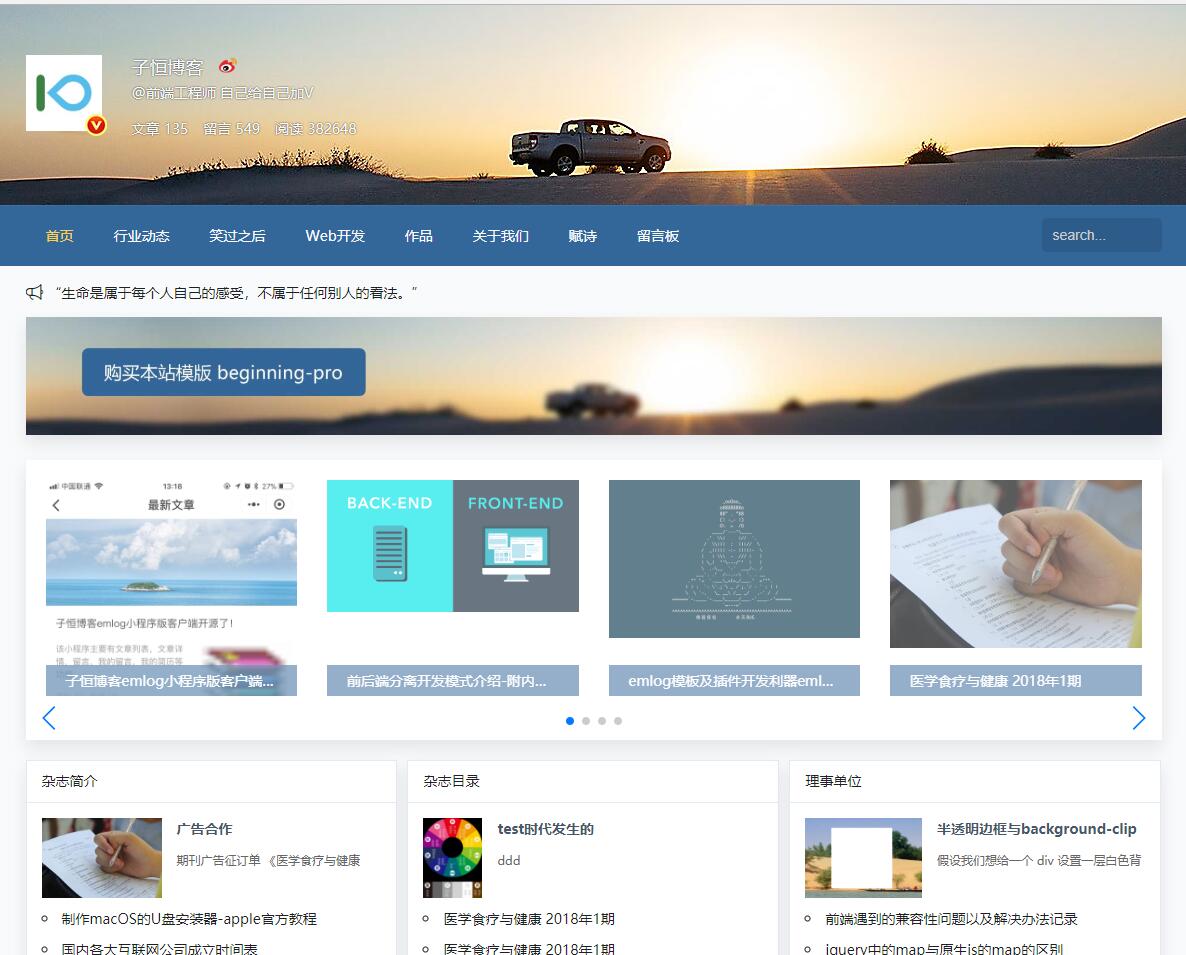 子恒博客
@前端工程师 自己给自己加V
文章 135 留言 549 阅读 382648
首页 行业动态 笑过之后 Web开发 作品 关于我们 赋诗 留言板 search...
“生命是属于每个人自己的感受，不属于任何别人的看法。”
购买本站模版 beginning-pro
中国联通 13:18 27%
最新文章
子恒博客emlog小程序版客户端开源了!
该小程序主要有文章列表，文章详
情、留言、我的留言、我的简历等
子恒博客emlog小程序版客户端...
BACK-END FRONT-END
前后端分离开发模式介绍-附内...
emlog模板及插件开发利器eml...
医学食疗与健康 2018年1期
杂志简介
广告合作
期刊广告征订单 《医学食疗与健康
制作macOS的U盘安装器-apple官方教程
国内各大互联网公司成立时间表
杂志目录
test时代发生的
ddd
医学食疗与健康 2018年1期
医学食疗与健康 2018年1期
理事单位
半透明边框与background-clip
假设我们想给一个 div 设置一层白色背
前端遇到的兼容性问题以及解决办法记录
jquery中的map与原生js的map的区别